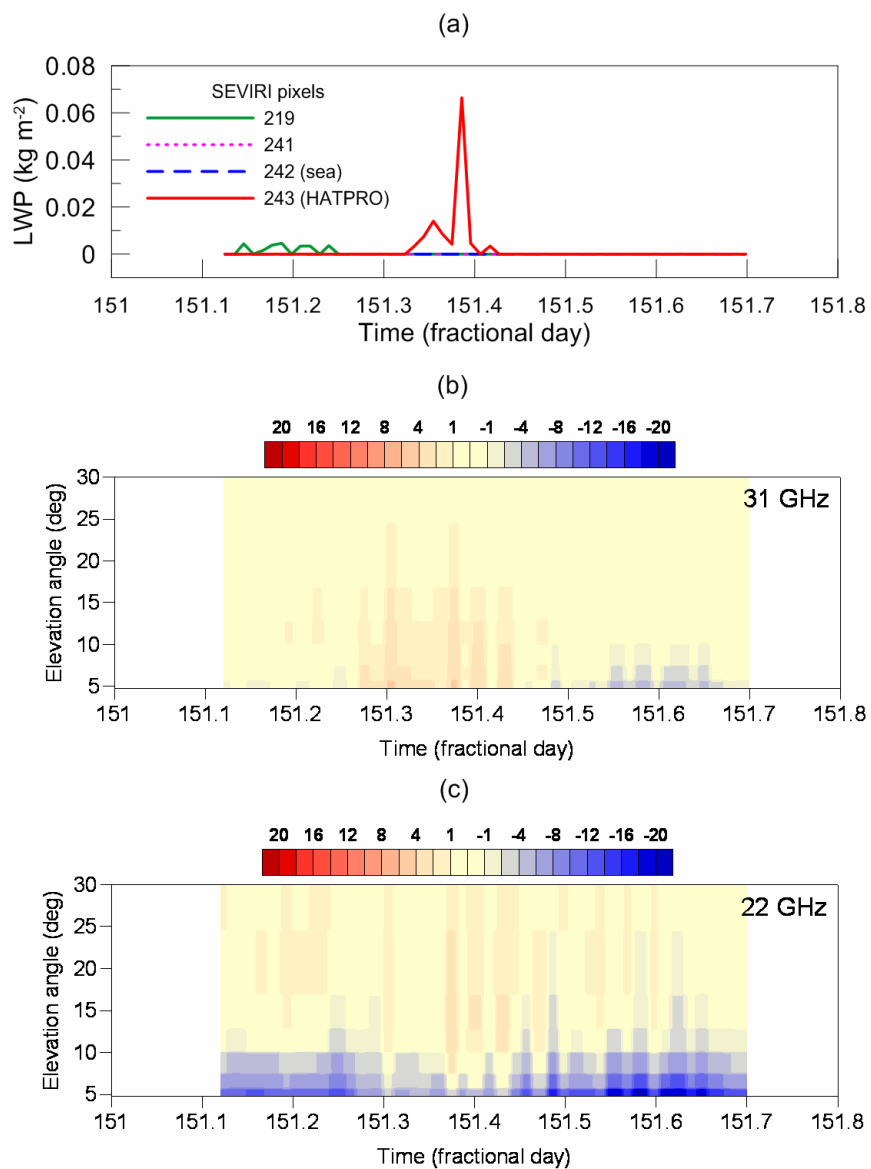 (a)
0.08
0.06
0.04
0.02
0
LWP (kg m-2)
SEVIRI pixels
219
241
242 (sea)
243 (HATPRO)
151 151.1 151.2 151.3 151.4 151.5 151.6 151.7 151.8
Time (fractional day)
(b)
20 16 12 8 4 1 -1 -4 -8 -12 -16 -20
31 GHz
30
25
20
15
10
5
Elevation angle (deg)
151 151.1 151.2 151.3 151.4 151.5 151.6 151.7 151.8
Time (fractional day)
(c)
20 16 12 8 4 1 -1 -4 -8 -12 -16 -20
22 GHz
30
25
20
15
10
5
Elevation angle (deg)
151 151.1 151.2 151.3 151.4 151.5 151.6 151.7 151.8
Time (fractional day)